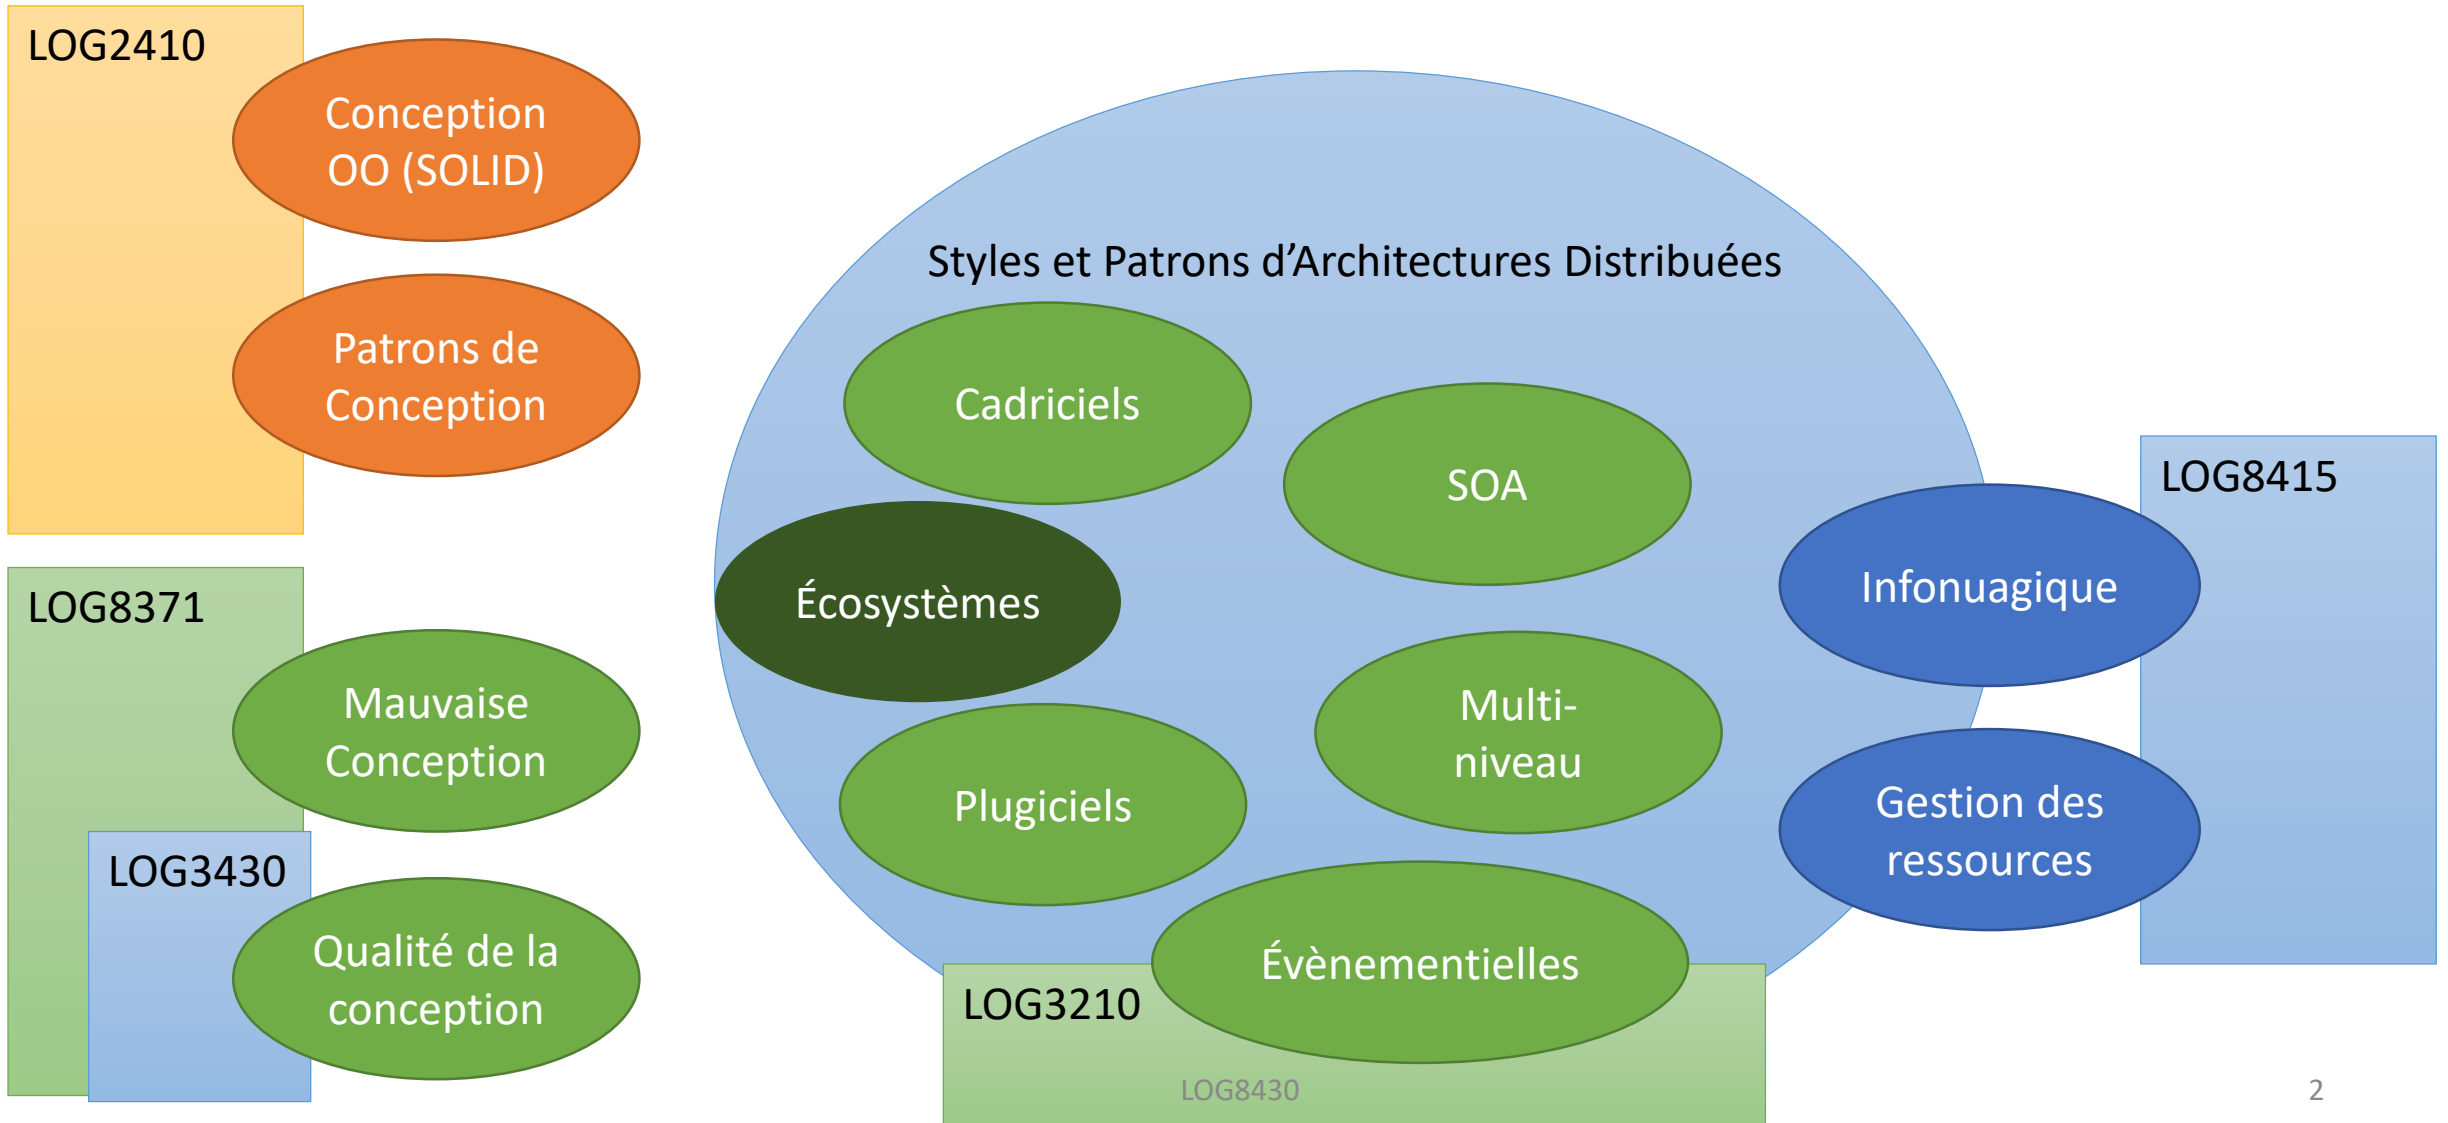 LOG2410
Conception
OO (SOLID)
Patrons de
Conception
LOG8371
Mauvaise
Conception
LOG3430
Qualité de la
conception
Styles et Patrons d’Architectures Distribuées
Cadriciels
SOA
Écosystèmes
Multi-
niveau
Plugiciels
Évènementielles
LOG3210
LOG8415
Infonuagique
Gestion des
ressources
LOG8430
2